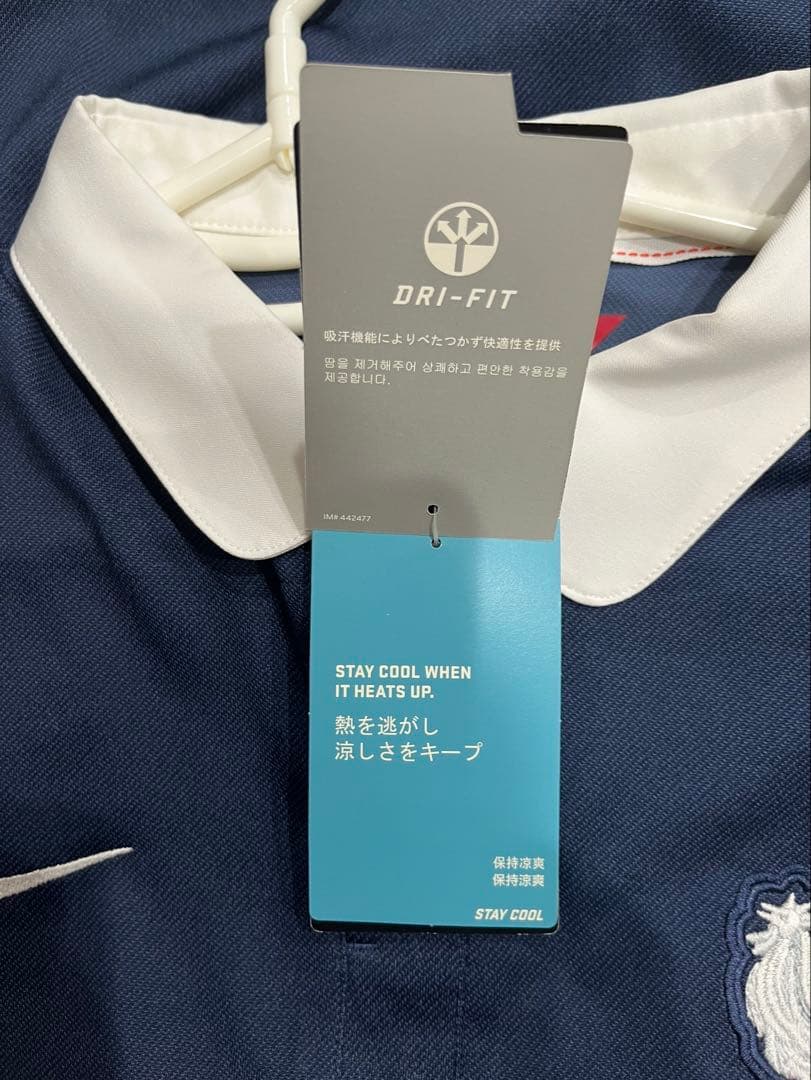 DRI-FIT
吸汗機能によりべたつかず快適性を提供
땀을 제거해주어 상쾌하고 편안한 착용감을
제공합니다.
IM# 442477
STAY COOL WHEN
IT HEATS UP.
熱を逃がし
涼しさをキープ
保持凉爽
保持涼爽
STAY COOL